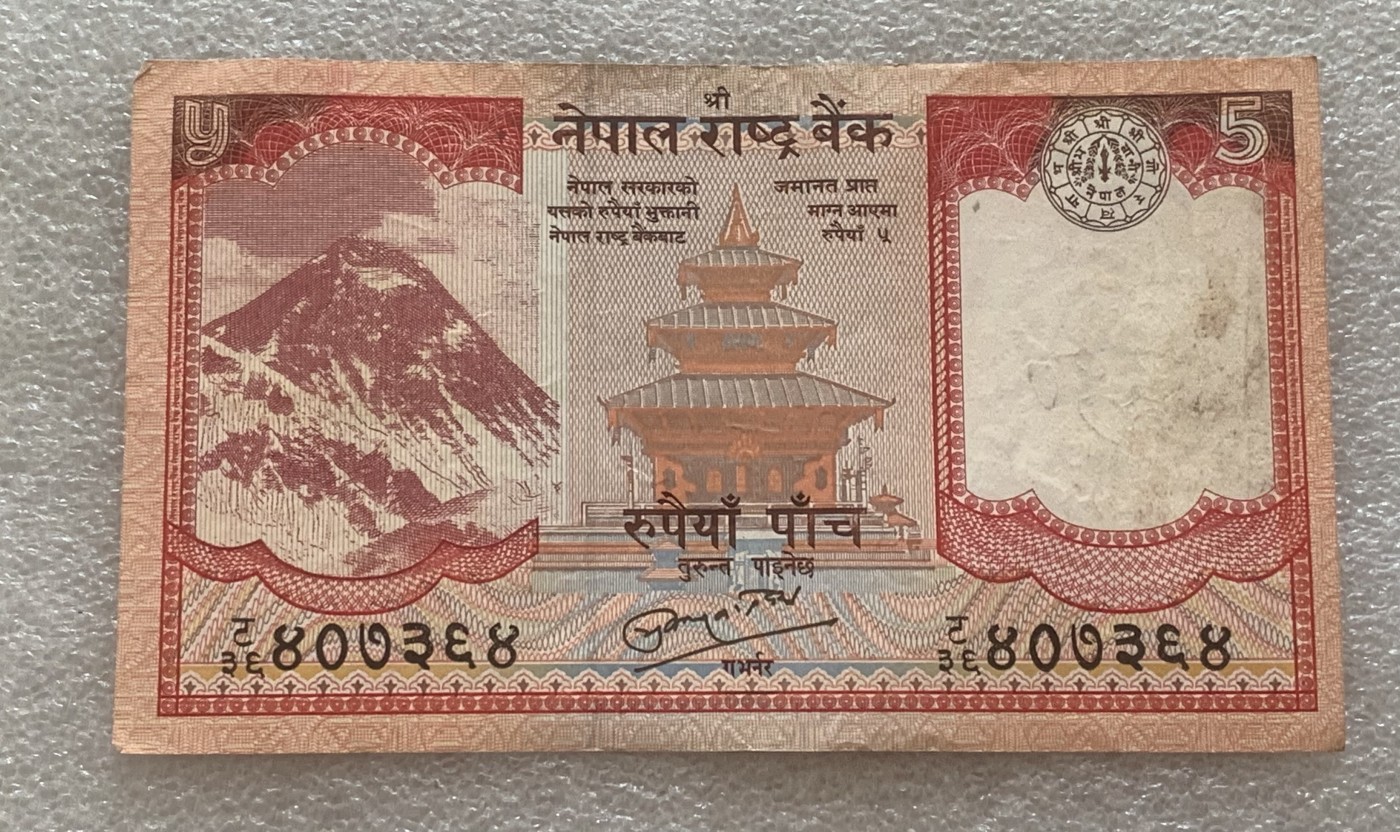 ५
5
श्री
नेपाल राष्ट्र बैंक
नेपाल सरकारको जमानत प्राप्त
यसको रुपैयाँ भुक्तानी माग्न आएमा
नेपाल राष्ट्र बैंकबाट रुपैयाँ ५
रुपैयाँ पाँच
तुरुन्त पाइनेछ
गभर्नर
ट
३६ ४०७३६४
ट
३६ ४०७३६४